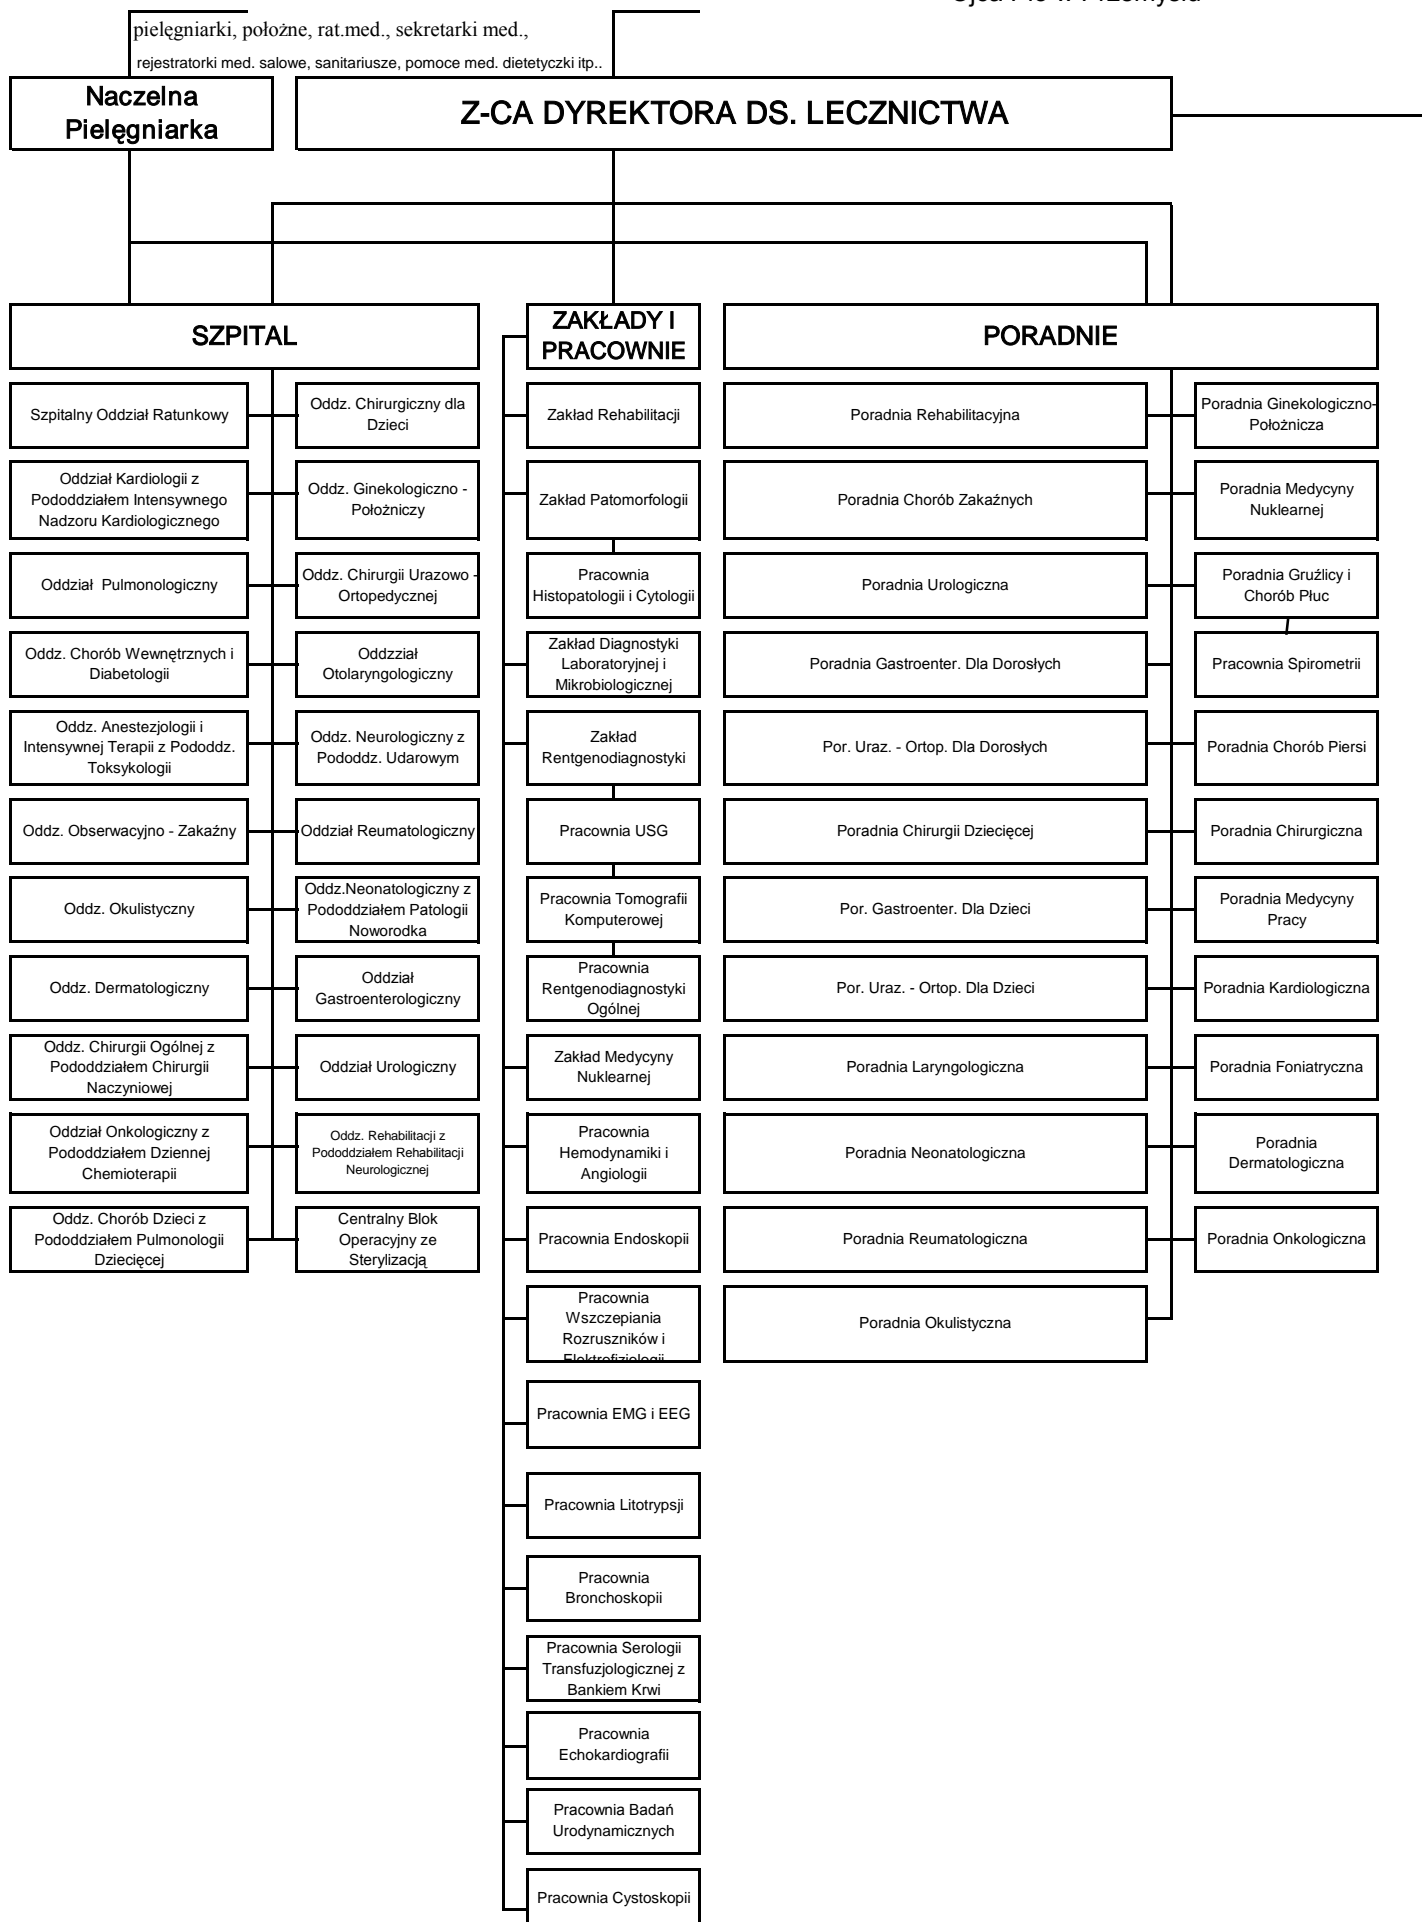 pielęgniarki, położne, rat.med., sekretarki med.,
rejestratorki med. salowe, sanitariusze, pomoce med. dietetyczki itp..
Naczelna
Pielęgniarka
Z-CA DYREKTORA DS. LECZNICTWA
SZPITAL
ZAKŁADY I
PRACOWNIE
PORADNIE
Szpitalny Oddział Ratunkowy
Oddz. Chirurgiczny dla
Dzieci
Zakład Rehabilitacji
Poradnia Rehabilitacyjna
Poradnia Ginekologiczno-
Położnicza
Oddział Kardiologii z
Pododdziałem Intensywnego
Nadzoru Kardiologicznego
Oddz. Ginekologiczno -
Położniczy
Zakład Patomorfologii
Poradnia Chorób Zakaźnych
Poradnia Medycyny
Nuklearnej
Oddział  Pulmonologiczny
Oddz. Chirurgii Urazowo -
Ortopedycznej
Pracownia
Histopatologii i Cytologii
Poradnia Urologiczna
Poradnia Gruźlicy i
Chorób Płuc
Oddz. Chorób Wewnętrznych i
Diabetologii
Oddzział
Otolaryngologiczny
Zakład Diagnostyki
Laboratoryjnej i
Mikrobiologicznej
Poradnia Gastroenter. Dla Dorosłych
Pracownia Spirometrii
Oddz. Anestezjologii i
Intensywnej Terapii z Pododdz.
Toksykologii
Oddz. Neurologiczny z
Pododdz. Udarowym
Zakład
Rentgenodiagnostyki
Por. Uraz. - Ortop. Dla Dorosłych
Poradnia Chorób Piersi
Oddz. Obserwacyjno - Zakaźny
Oddział Reumatologiczny
Pracownia USG
Poradnia Chirurgii Dziecięcej
Poradnia Chirurgiczna
Oddz. Okulistyczny
Oddz.Neonatologiczny z
Pododdziałem Patologii
Noworodka
Pracownia Tomografii
Komputerowej
Por. Gastroenter. Dla Dzieci
Poradnia Medycyny
Pracy
Oddz. Dermatologiczny
Oddział
Gastroenterologiczny
Pracownia
Rentgenodiagnostyki
Ogólnej
Por. Uraz. - Ortop. Dla Dzieci
Poradnia Kardiologiczna
Oddz. Chirurgii Ogólnej z
Pododdziałem Chirurgii
Naczyniowej
Oddział Urologiczny
Zakład Medycyny
Nuklearnej
Poradnia Laryngologiczna
Poradnia Foniatryczna
Oddział Onkologiczny z
Pododdziałem Dziennej
Chemioterapii
Oddz. Rehabilitacji z
Pododdziałem Rehabilitacji
Neurologicznej
Pracownia
Hemodynamiki i
Angiologii
Poradnia Neonatologiczna
Poradnia
Dermatologiczna
Oddz. Chorób Dzieci z
Pododdziałem Pulmonologii
Dziecięcej
Centralny Blok
Operacyjny ze
Sterylizacją
Pracownia Endoskopii
Poradnia Reumatologiczna
Poradnia Onkologiczna
Pracownia
Wszczepiania
Rozruszników i
Elektrofizjologii
Poradnia Okulistyczna
Pracownia EMG i EEG
Pracownia Litotrypsji
Pracownia
Bronchoskopii
Pracownia Serologii
Transfuzjologicznej z
Bankiem Krwi
Pracownia
Echokardiografii
Pracownia Badań
Urodynamicznych
Pracownia Cystoskopii